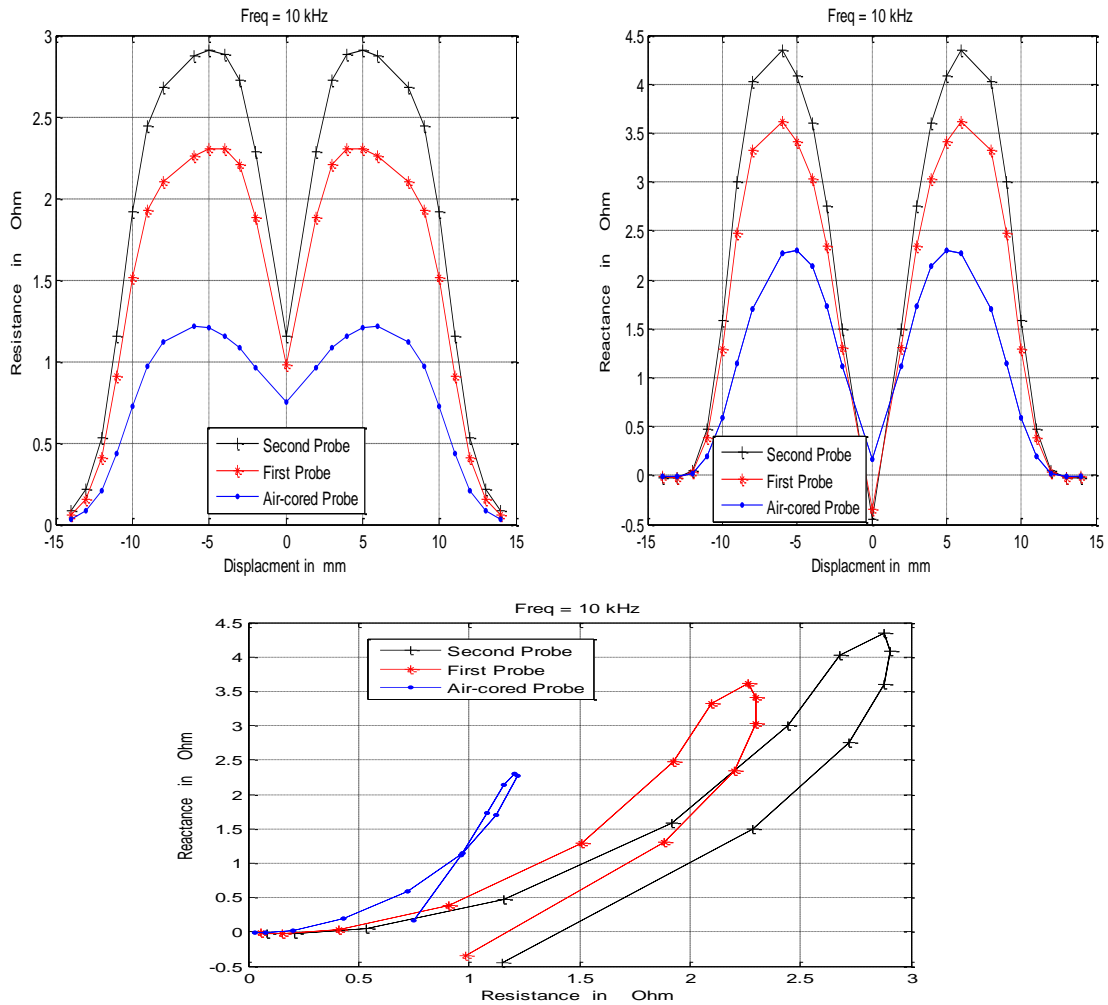 Freq = 10 kHz
3
2.5
2
1.5
1
0.5
0
-15
-10
-5
0
5
10
15
Resistance in Ohm
Displacment in mm
Second Probe
First Probe
Air-cored Probe
Freq = 10 kHz
4.5
4
3.5
3
2.5
2
1.5
1
0.5
0
-0.5
-15
-10
-5
0
5
10
15
Reactance in Ohm
Displacment in mm
Second Probe
First Probe
Air-cored Probe
Freq = 10 kHz
4.5
4
3.5
3
2.5
2
1.5
1
0.5
0
-0.5
0
0.5
1
1.5
2
2.5
3
Reactance in Ohm
Resistance in Ohm
Second Probe
First Probe
Air-cored Probe